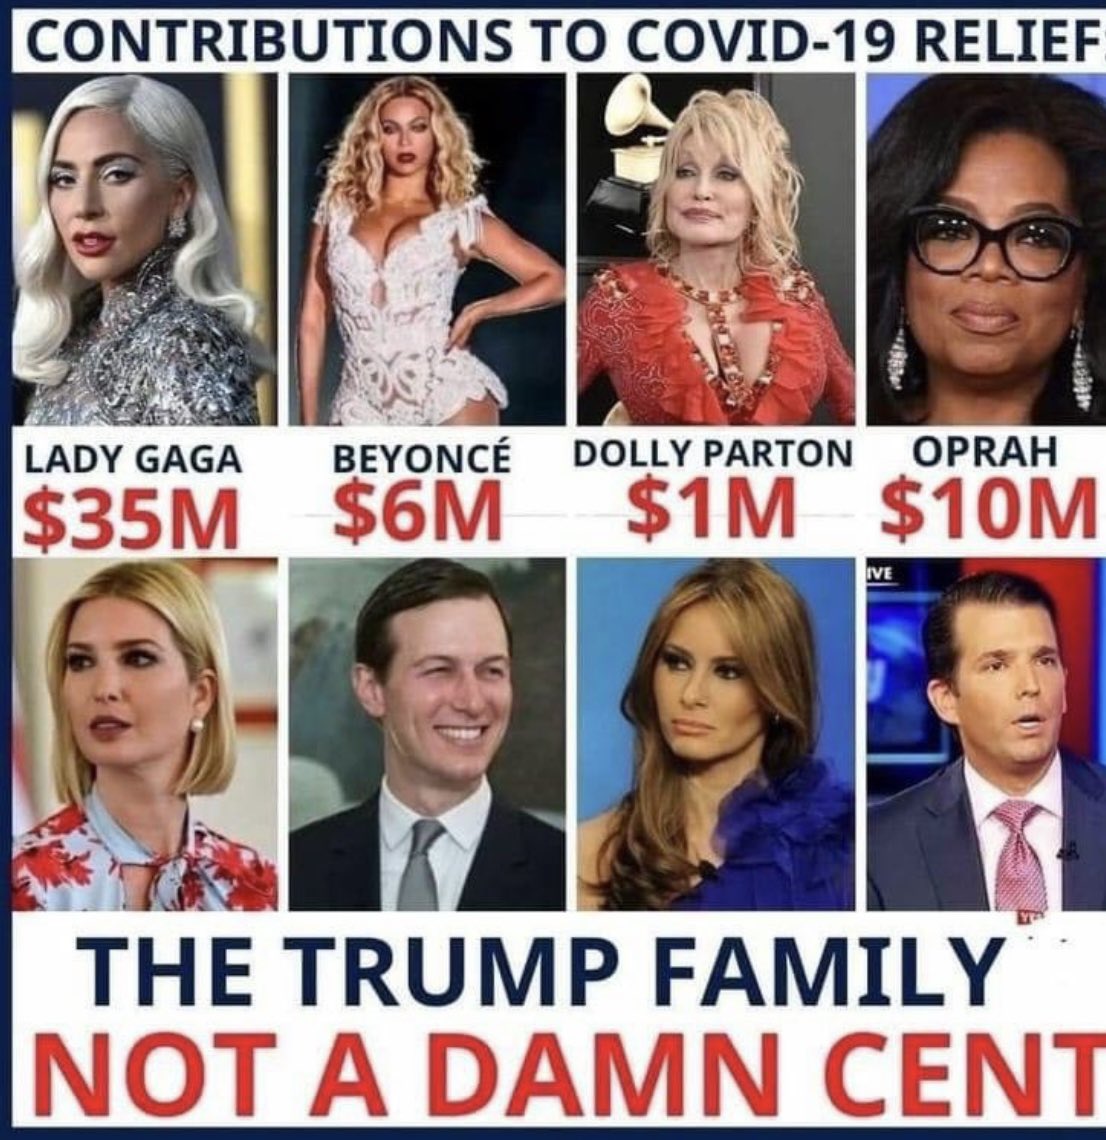 CONTRIBUTIONS TO COVID-19 RELIEF:
LADY GAGA
$35M
BEYONCÉ
$6M
DOLLY PARTON
$1M
OPRAH
$10M
IVE
THE TRUMP FAMILY
NOT A DAMN CENT